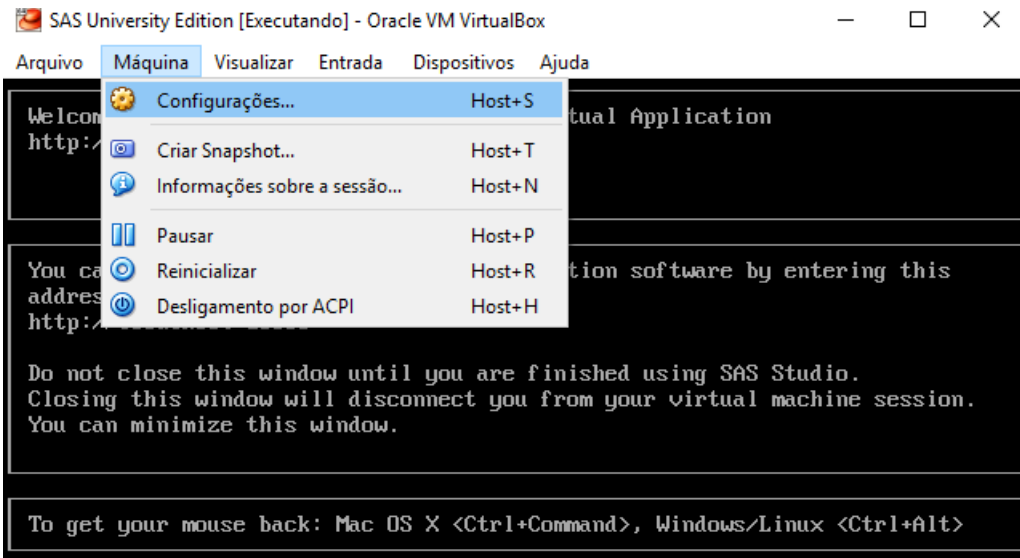 SAS University Edition [Executando] - Oracle VM VirtualBox
Arquivo Máquina Visualizar Entrada Dispositivos Ajuda
Configurações... Host+S
Criar Snapshot... Host+T
Informações sobre a sessão... Host+N
Pausar Host+P
Reinicializar Host+R
Desligamento por ACPI Host+H
tual Application
http:/
tion software by entering this
http:/
Do not close this window until you are finished using SAS Studio.
Closing this window will disconnect you from your virtual machine session.
You can minimize this window.
To get your mouse back: Mac OS X <Ctrl+Command>, Windows/Linux <Ctrl+Alt>